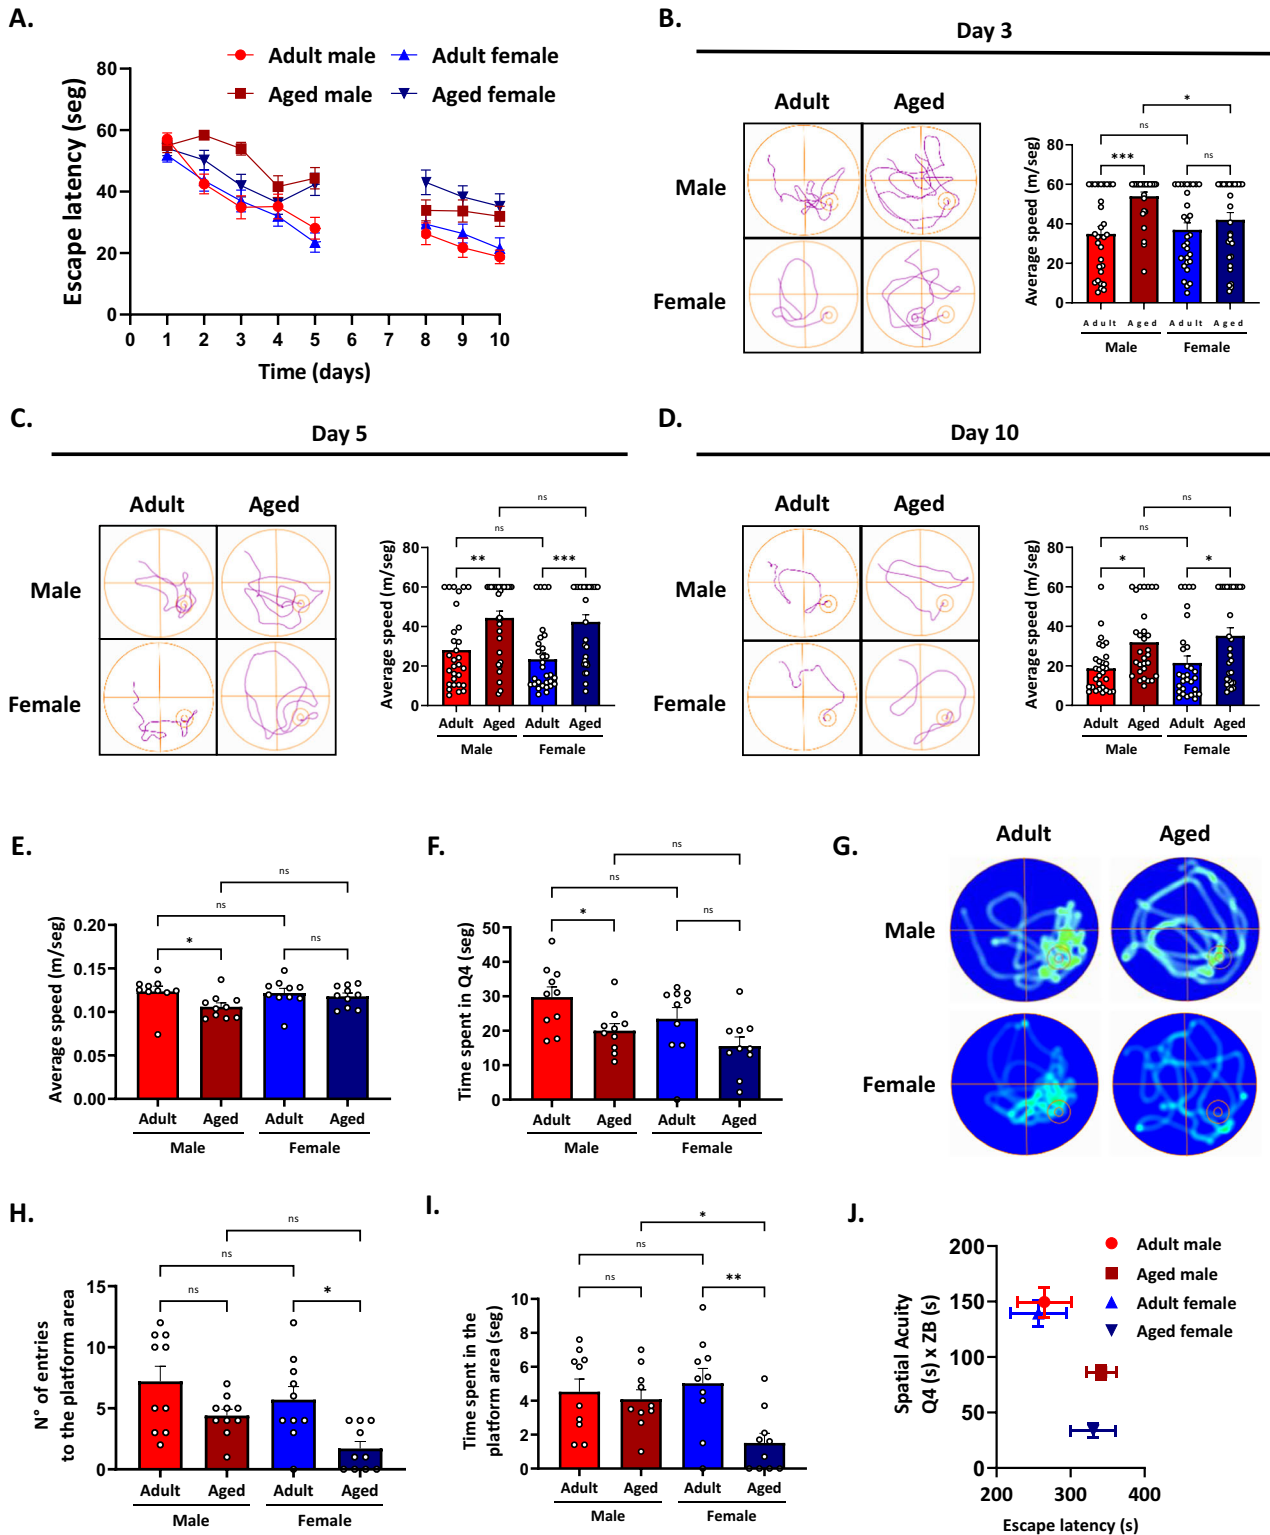 A.
Adult male
Adult female
Aged male
Aged female
Escape latency (seg)
80
60
40
20
0
0 1 2 3 4 5 6 7 8 9 10
Time (days)
B.
Day 3
Adult Aged
Male
Female
Average speed (m/seg)
80
60
40
20
0
*
ns
*** ns
Adult Aged Adult Aged
Male Female
C.
Day 5
Adult Aged
Male
Female
Average speed (m/seg)
80
60
40
20
0
ns
ns
** ***
Adult Aged Adult Aged
Male Female
D.
Day 10
Adult Aged
Male
Female
Average speed (m/seg)
80
60
40
20
0
ns
ns
* *
Adult Aged Adult Aged
Male Female
E.
Average speed (m/seg)
0.20
0.15
0.10
0.05
0.00
ns
ns
* ns
Adult Aged Adult Aged
Male Female
F.
Time spent in Q4 (seg)
50
40
30
20
10
0
ns
ns
* ns
Adult Aged Adult Aged
Male Female
G.
Adult Aged
Male
Female
H.
N° of entries
to the platform area
15
10
5
0
ns
ns
ns *
Adult Aged Adult Aged
Male Female
I.
Time spent in the
platform area (seg)
10
8
6
4
2
0
*
ns
ns **
Adult Aged Adult Aged
Male Female
J.
Spatial Acuity
Q4 (s) x ZB (s)
200
150
100
50
0
200 300 400
Escape latency (s)
Adult male
Aged male
Adult female
Aged female